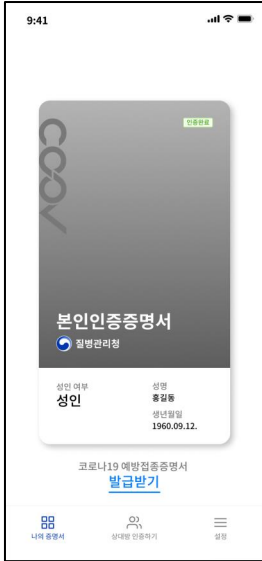 9:41
COOV
인증완료
본인인증증명서
질병관리청
성인 여부
성인
성명
홍길동
생년월일
1960.09.12.
코로나19 예방접종증명서
발급받기
나의 증명서
상대방 인증하기
설정